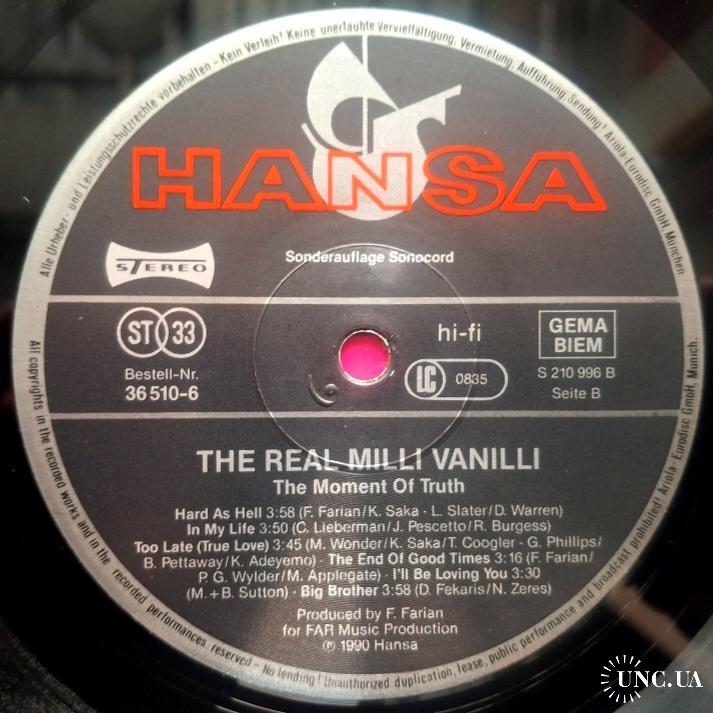 Alle Urheber- und Leistungsschutzrechte vorbehalten – Kein Verleih! Keine unerlaubte Vervielfältigung, Vermietung, Aufführung, Sendung! Ariola-Eurodisc GmbH, München.
HANSA
Sonderauflage Sonocord
STEREO
ST 33
hi-fi
GEMA
BIEM
Bestell-Nr.
36 510-6
LC 0835
S 210 996 B
Seite B
THE REAL MILLI VANILLI
The Moment Of Truth
Hard As Hell 3:58 (F. Farian/K. Saka - L. Slater/D. Warren)
In My Life 3:50 (C. Lieberman/J. Pescetto/R. Burgess)
Too Late (True Love) 3:45 (M. Wonder/K. Saka/T. Coogler - G. Phillips/
B. Pettaway/K. Adeyemo) · The End Of Good Times 3:16 (F. Farian/
P. G. Wylder/M. Applegate) · I'll Be Loving You 3:30
(M. + B. Sutton) · Big Brother 3:58 (D. Fekaris/N. Zeres)
Produced by F. Farian
for FAR Music Production
℗ 1990 Hansa
All copyrights in the recorded works and in the recorded performances reserved – No lending! Unauthorized duplication, lease, public performance and broadcast prohibited! Ariola-Eurodisc GmbH, Munich.
UNC.UA